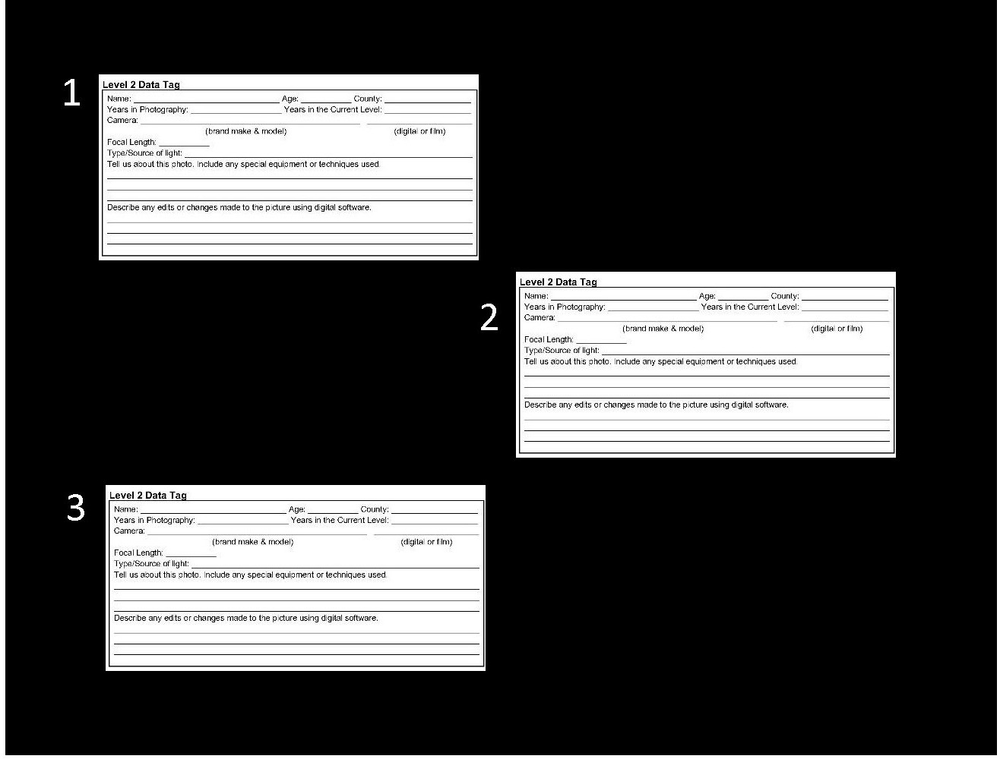 1
Level 2 Data Tag
Name: Age: County:
Years in Photography: Years in the Current Level:
Camera:
(brand make & model) (digital or film)
Focal Length:
Type/Source of light:
Tell us about this photo. Include any special equipment or techniques used.
Describe any edits or changes made to the picture using digital software.
2
Level 2 Data Tag
Name: Age: County:
Years in Photography: Years in the Current Level:
Camera:
(brand make & model) (digital or film)
Focal Length:
Type/Source of light:
Tell us about this photo. Include any special equipment or techniques used.
Describe any edits or changes made to the picture using digital software.
3
Level 2 Data Tag
Name: Age: County:
Years in Photography: Years in the Current Level:
Camera:
(brand make & model) (digital or film)
Focal Length:
Type/Source of light:
Tell us about this photo. Include any special equipment or techniques used.
Describe any edits or changes made to the picture using digital software.